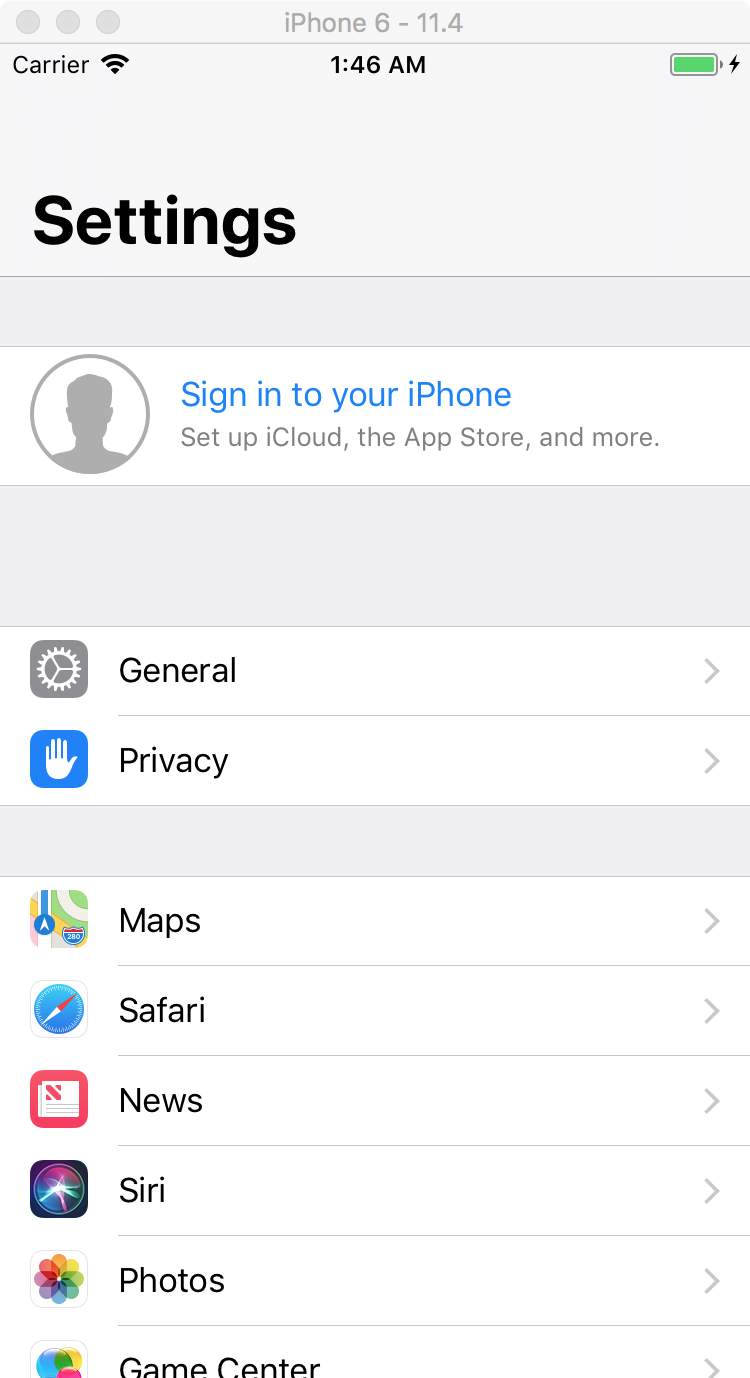 iPhone 6 - 11.4
Carrier 1:46 AM
Settings
Sign in to your iPhone
Set up iCloud, the App Store, and more.
General
Privacy
Maps
280
Safari
News
Siri
Photos
Game Center